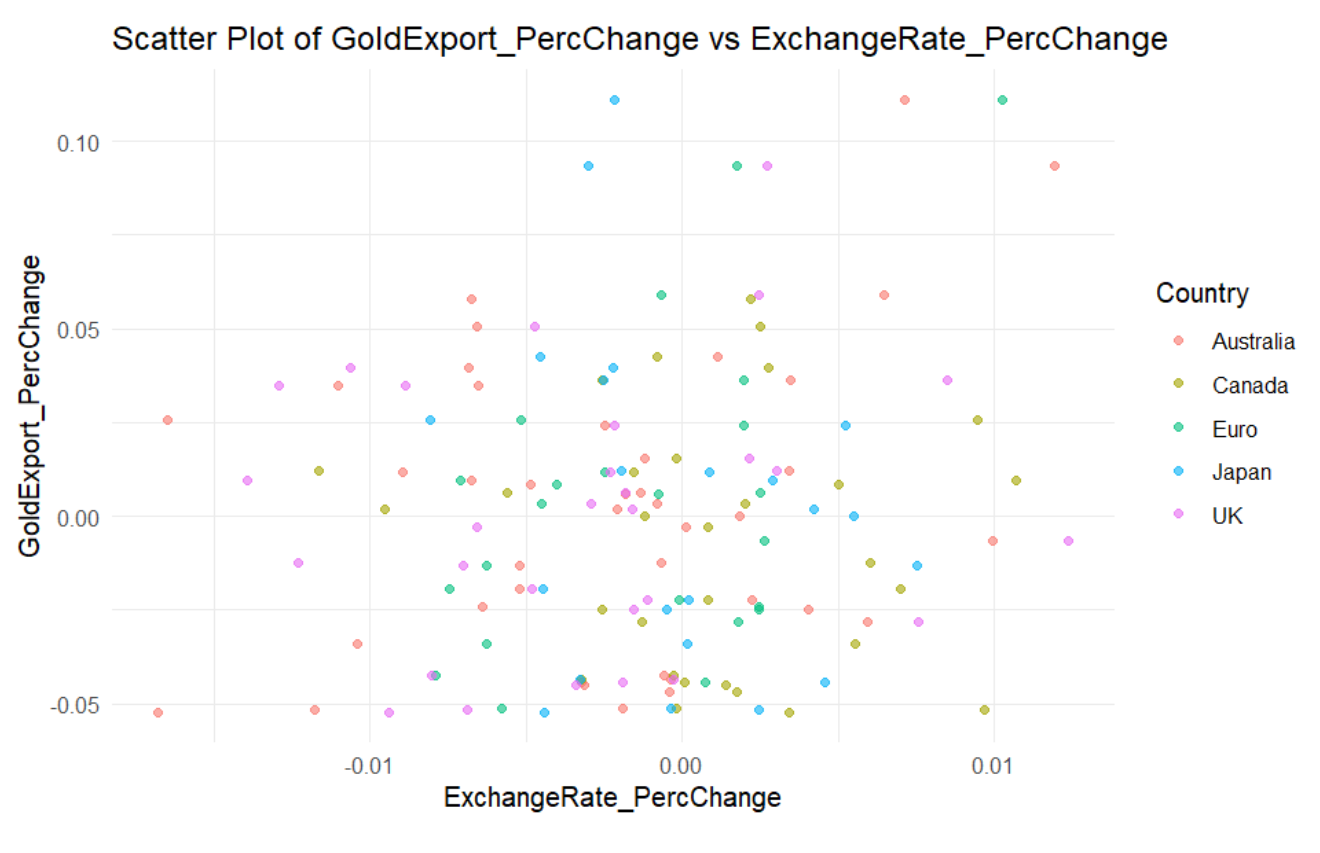 Scatter Plot of GoldExport_PercChange vs ExchangeRate_PercChange
GoldExport_PercChange
0.10
0.05
0.00
-0.05
-0.01
0.00
0.01
ExchangeRate_PercChange
Country
Australia
Canada
Euro
Japan
UK